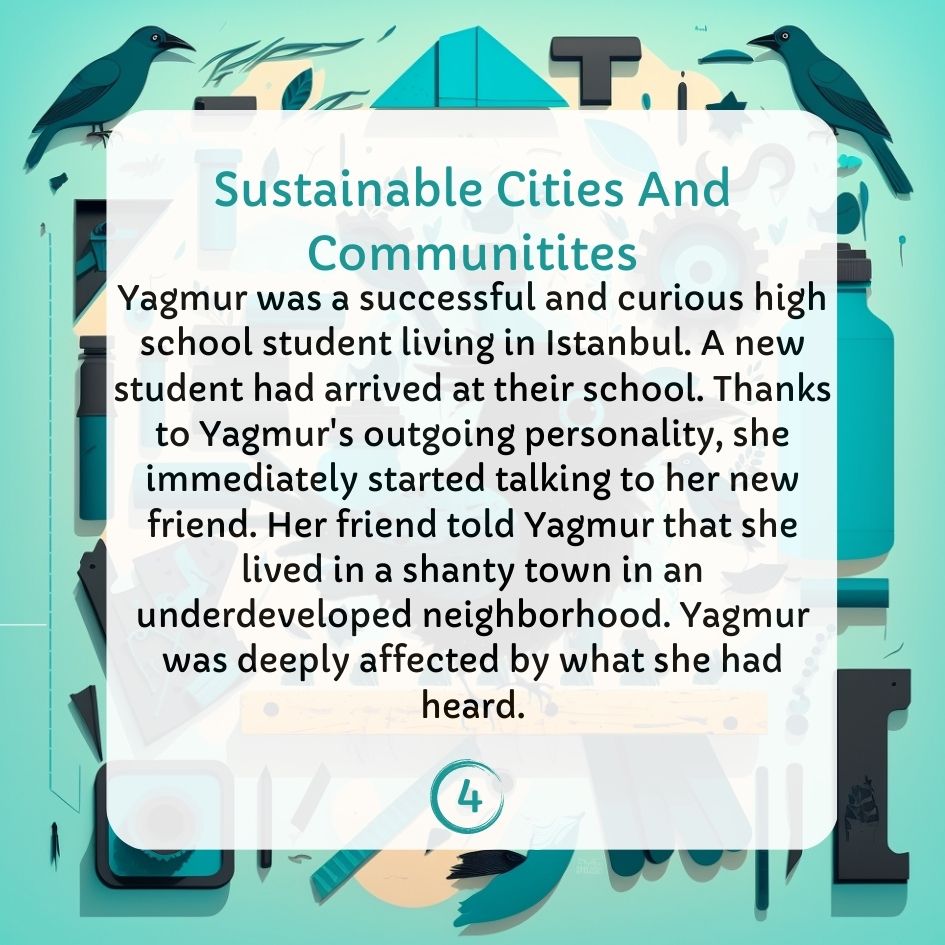 Sustainable Cities And
Communitites
Yagmur was a successful and curious high
school student living in Istanbul. A new
student had arrived at their school. Thanks
to Yagmur's outgoing personality, she
immediately started talking to her new
friend. Her friend told Yagmur that she
lived in a shanty town in an
underdeveloped neighborhood. Yagmur
was deeply affected by what she had
heard.
4